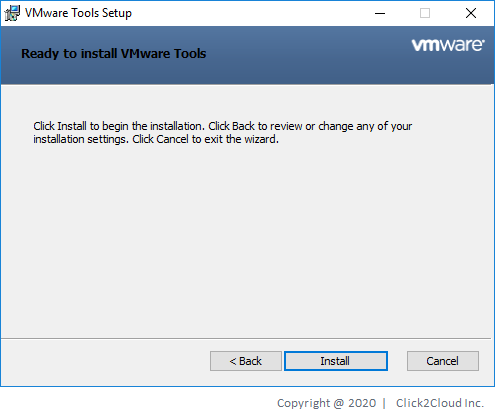 VMware Tools Setup
Ready to install VMware Tools
vmware
Click Install to begin the installation. Click Back to review or change any of your
installation settings. Click Cancel to exit the wizard.
< Back
Install
Cancel
Copyright @ 2020 | Click2Cloud Inc.